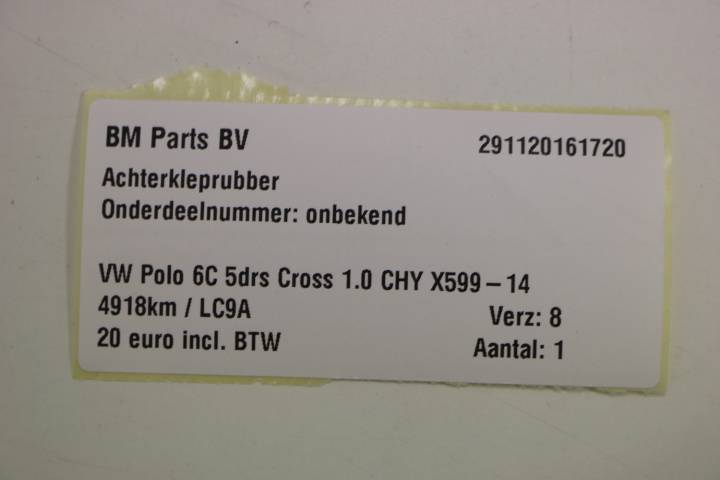 BM Parts BV 291120161720
Achterkleprubber
Onderdeelnummer: onbekend
VW Polo 6C 5drs Cross 1.0 CHY X599-14
4918km / LC9A Verz: 8
20 euro incl. BTW Aantal: 1